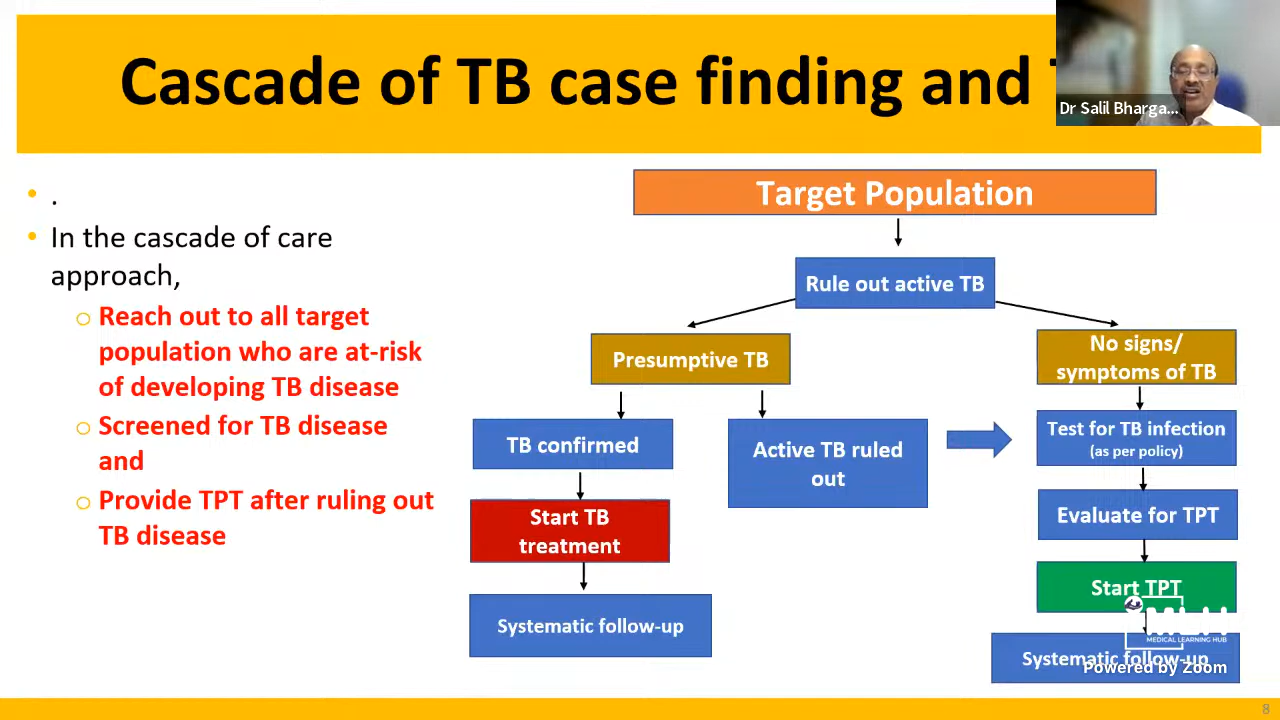 Cascade of TB case finding and
Dr Salil Bharga...
.
In the cascade of care
approach,
Reach out to all target
population who are at-risk
of developing TB disease
Screened for TB disease
and
Provide TPT after ruling out
TB disease
Target Population
Rule out active TB
Presumptive TB
No signs/
symptoms of TB
TB confirmed
Active TB ruled
out
Test for TB infection
(as per policy)
Start TB
treatment
Evaluate for TPT
Start TPT
Systematic follow-up
Systematic follow-up
MEDICAL LEARNING HUB
Powered by Zoom
8